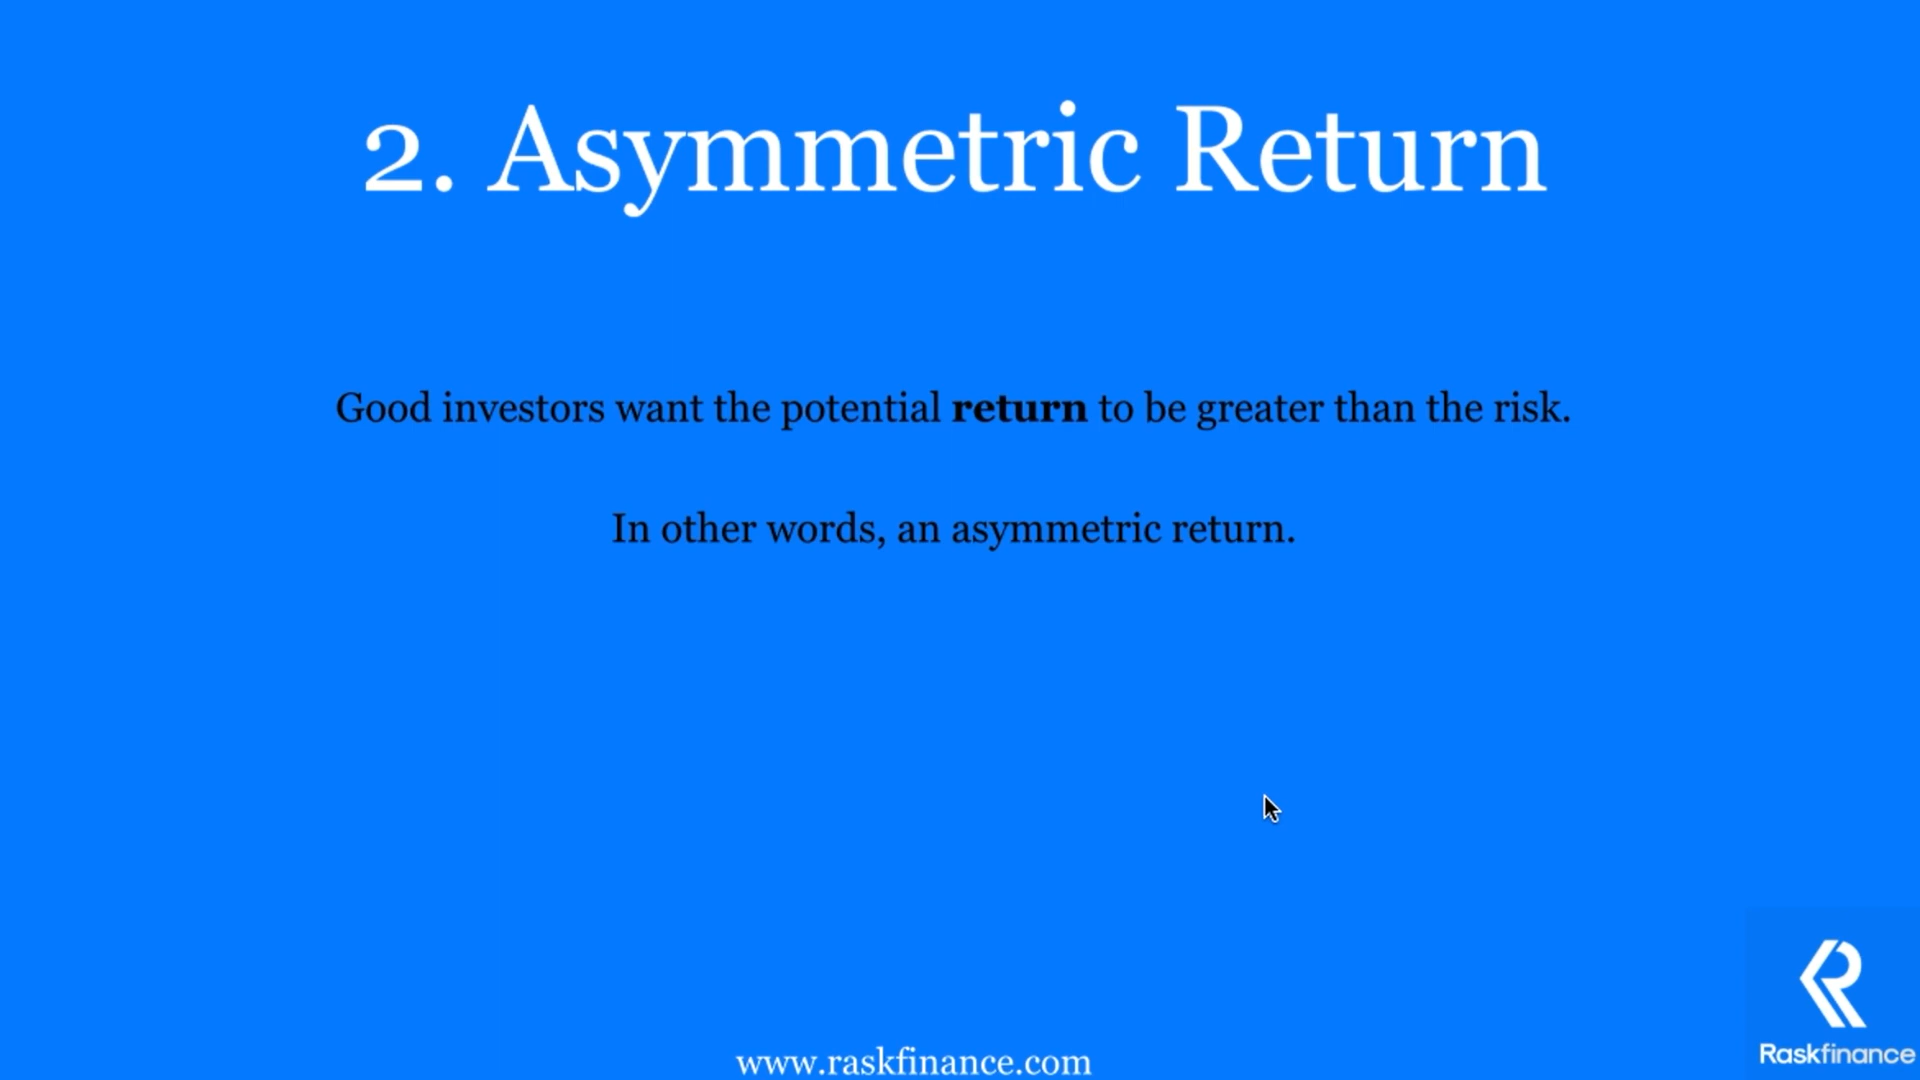 2. Asymmetric Return
Good investors want the potential return to be greater than the risk.
In other words, an asymmetric return.
www.raskfinance.com
Raskfinance